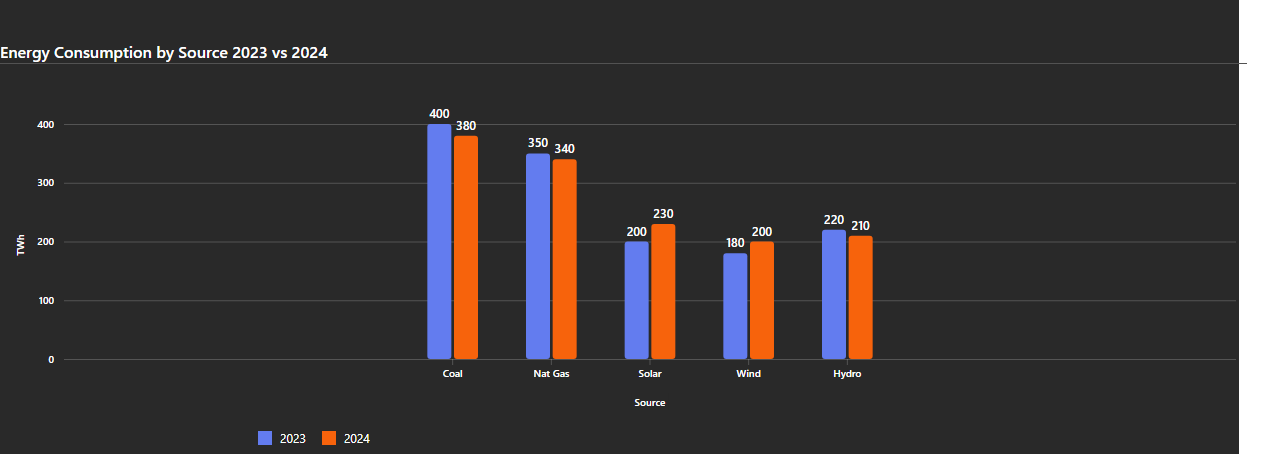 Energy Consumption by Source 2023 vs 2024
400
380
350
340
200
230
180
200
220
210
400
300
200
100
0
TWh
Coal
Nat Gas
Solar
Wind
Hydro
Source
2023
2024